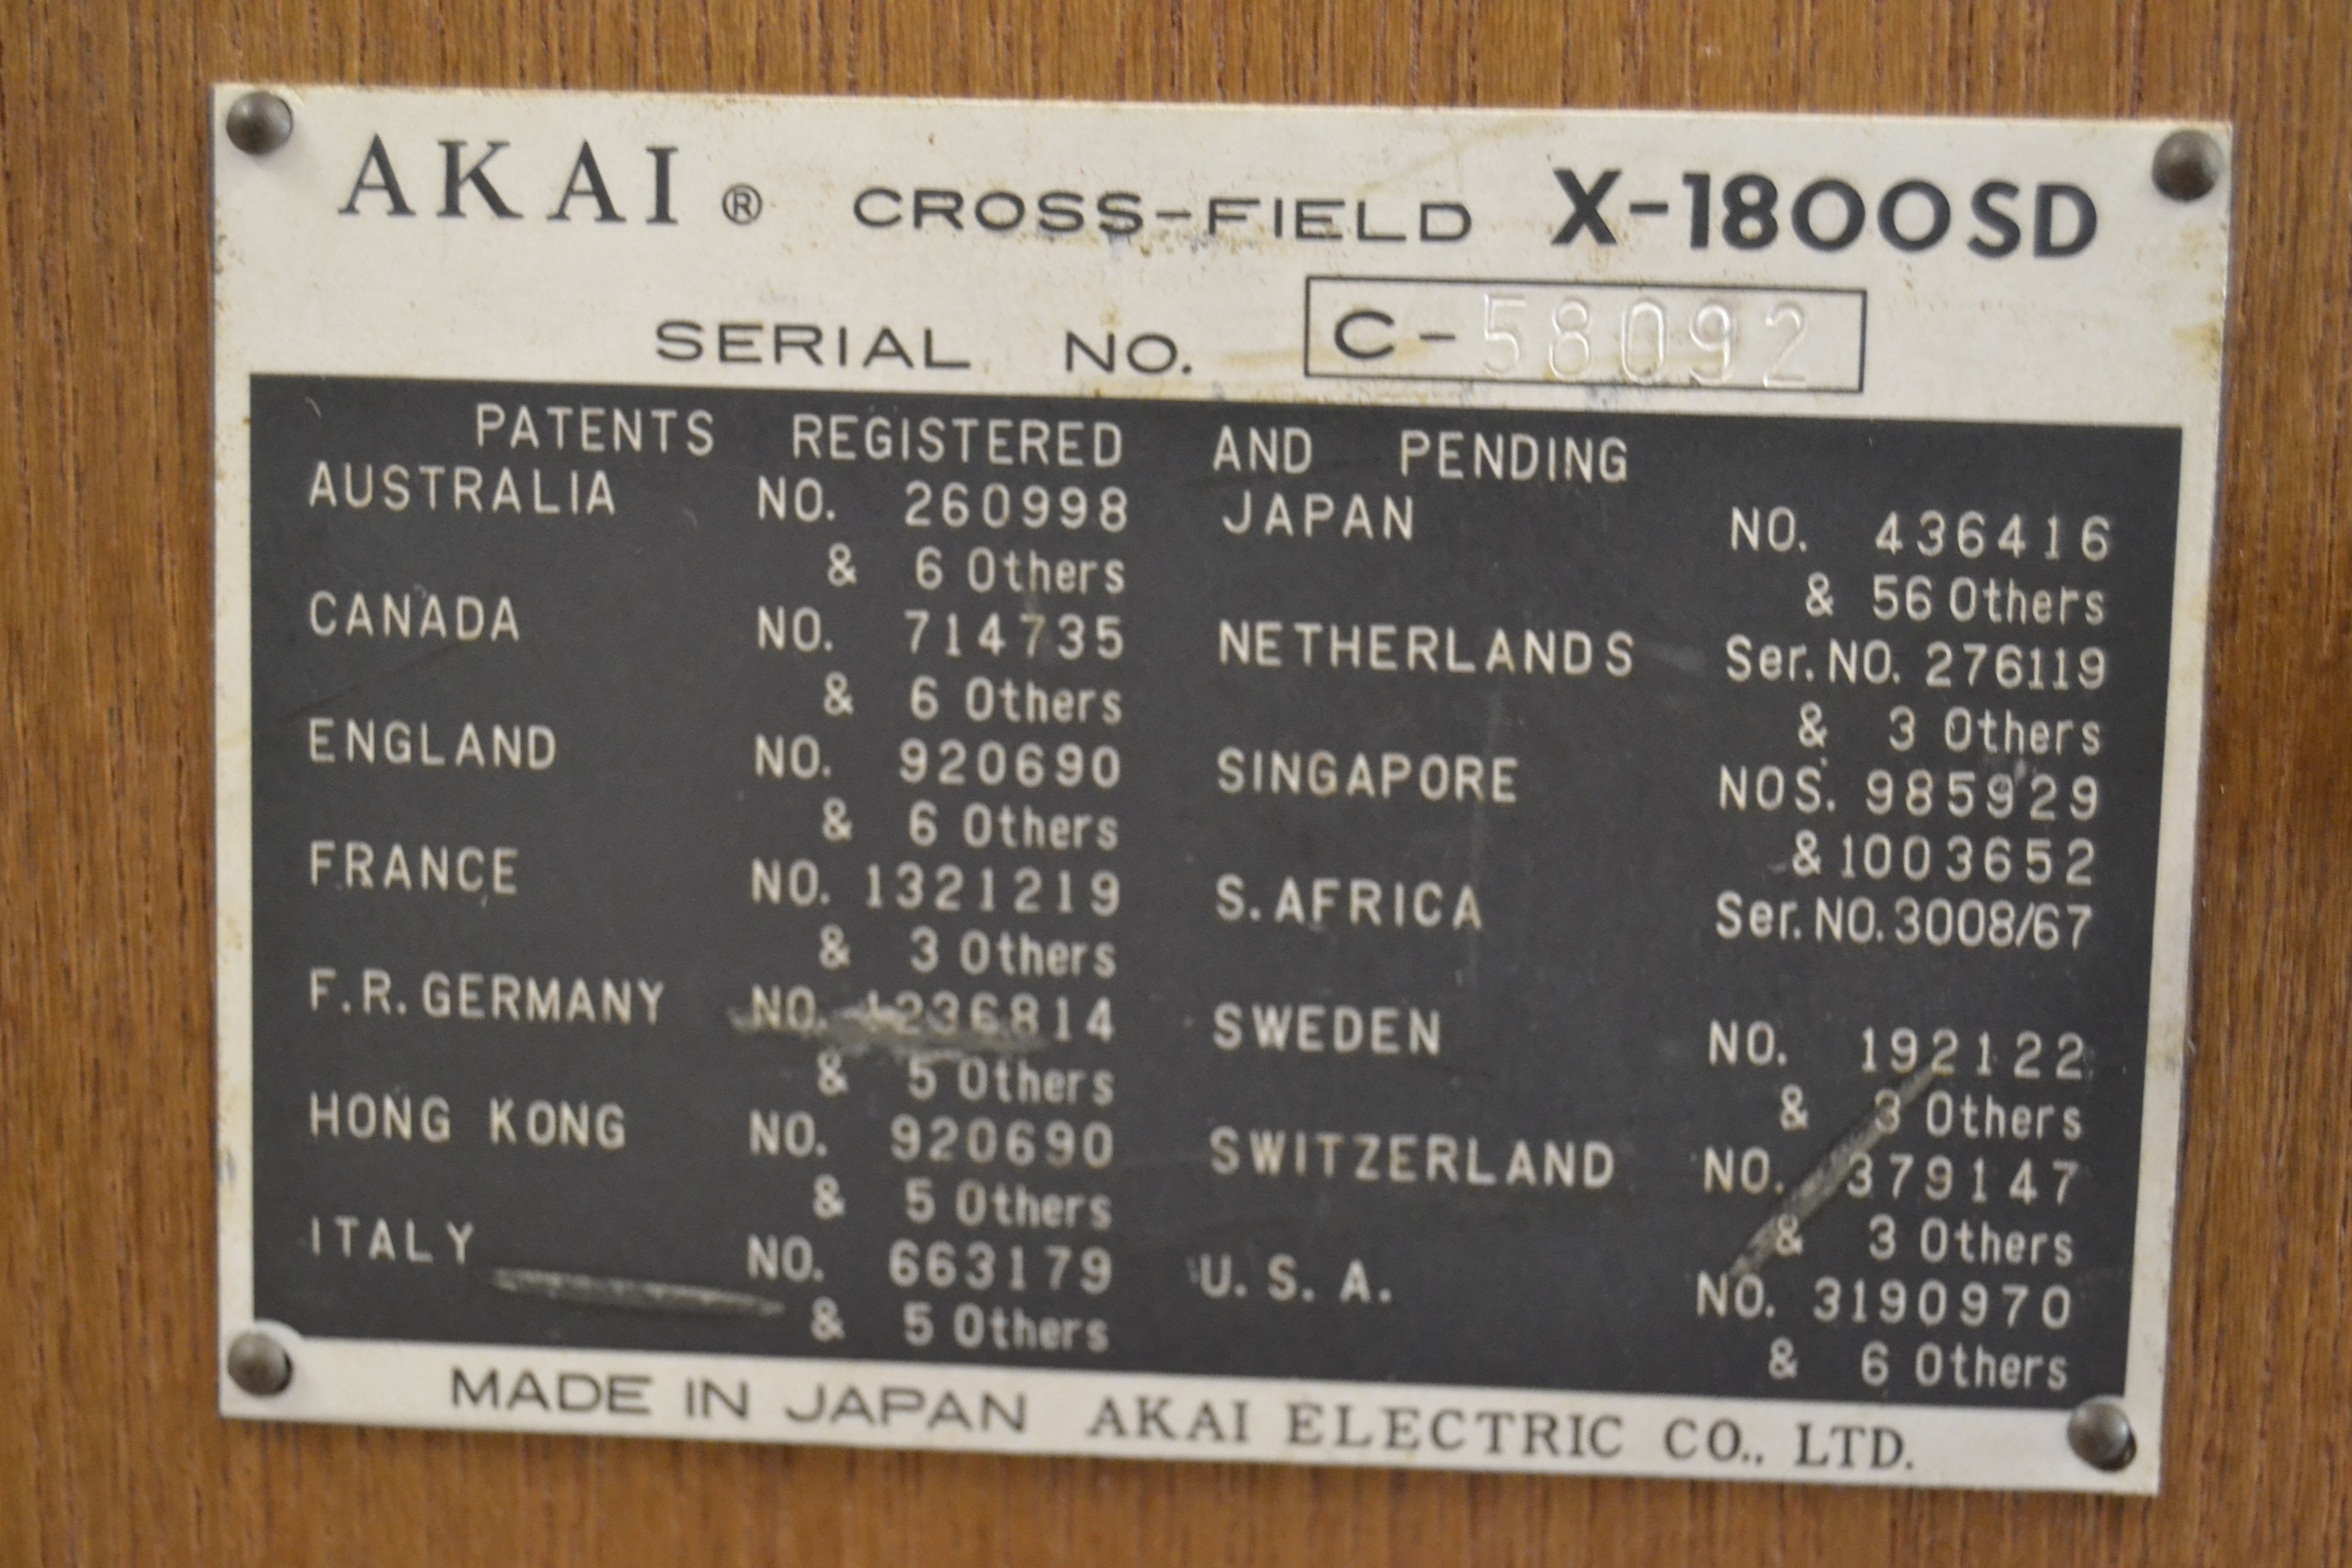 AKAI ® CROSS-FIELD X-1800SD
SERIAL NO. C-58092
PATENTS REGISTERED AND PENDING
AUSTRALIA NO. 260998
& 6 Others
CANADA NO. 714735
& 6 Others
ENGLAND NO. 920690
& 6 Others
FRANCE NO. 1321219
& 3 Others
F.R. GERMANY NO. 1236814
& 5 Others
HONG KONG NO. 920690
& 5 Others
ITALY NO. 663179
& 5 Others
JAPAN NO. 436416
& 56 Others
NETHERLANDS Ser. NO. 276119
& 3 Others
SINGAPORE NOS. 985929
& 1003652
S. AFRICA Ser. NO. 3008/67
SWEDEN NO. 192122
& 3 Others
SWITZERLAND NO. 379147
& 3 Others
U. S. A. NO. 3190970
& 6 Others
MADE IN JAPAN AKAI ELECTRIC CO., LTD.